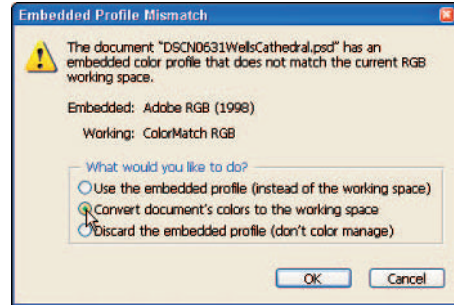 Embedded Profile Mismatch
The document "DSCN0631WellsCathedral.psd" has an
embedded color profile that does not match the current RGB
working space.
Embedded: Adobe RGB (1998)
Working: ColorMatch RGB
What would you like to do?
Use the embedded profile (instead of the working space)
Convert document's colors to the working space
Discard the embedded profile (don't color manage)
OK Cancel